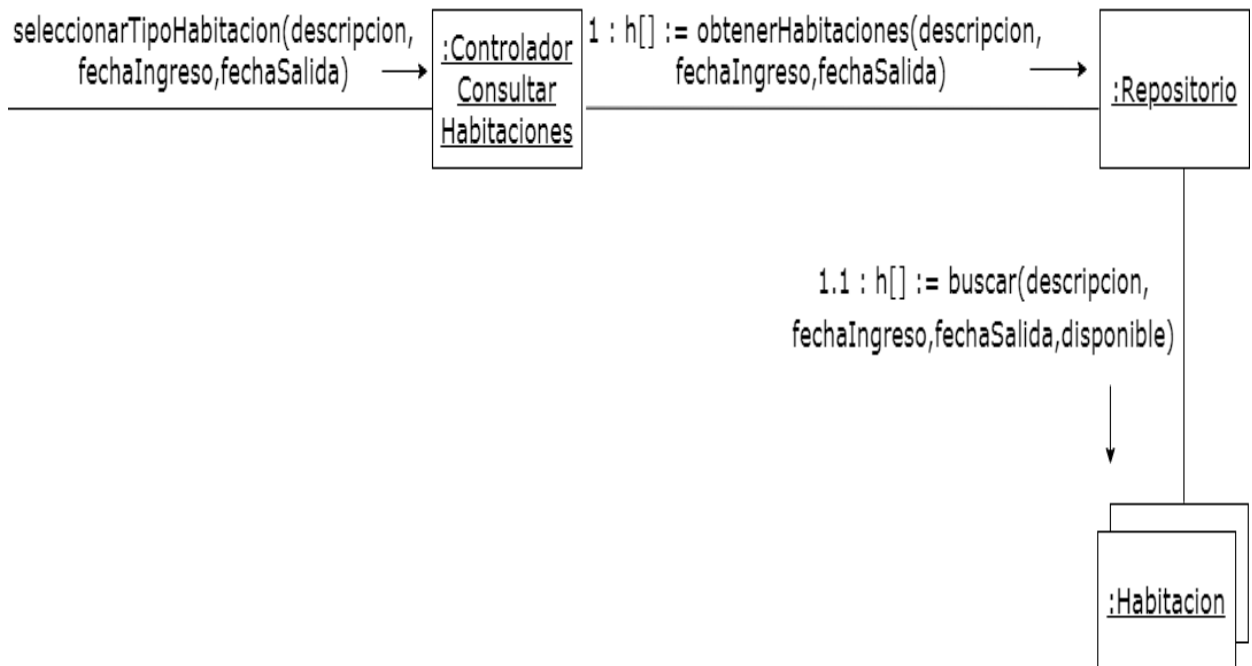 seleccionarTipoHabitacion(descripcion,
fechaIngreso,fechaSalida)
:Controlador
Consultar
Habitaciones
1 : h[] := obtenerHabitaciones(descripcion,
fechaIngreso,fechaSalida)
:Repositorio
1.1 : h[] := buscar(descripcion,
fechaIngreso,fechaSalida,disponible)
:Habitacion